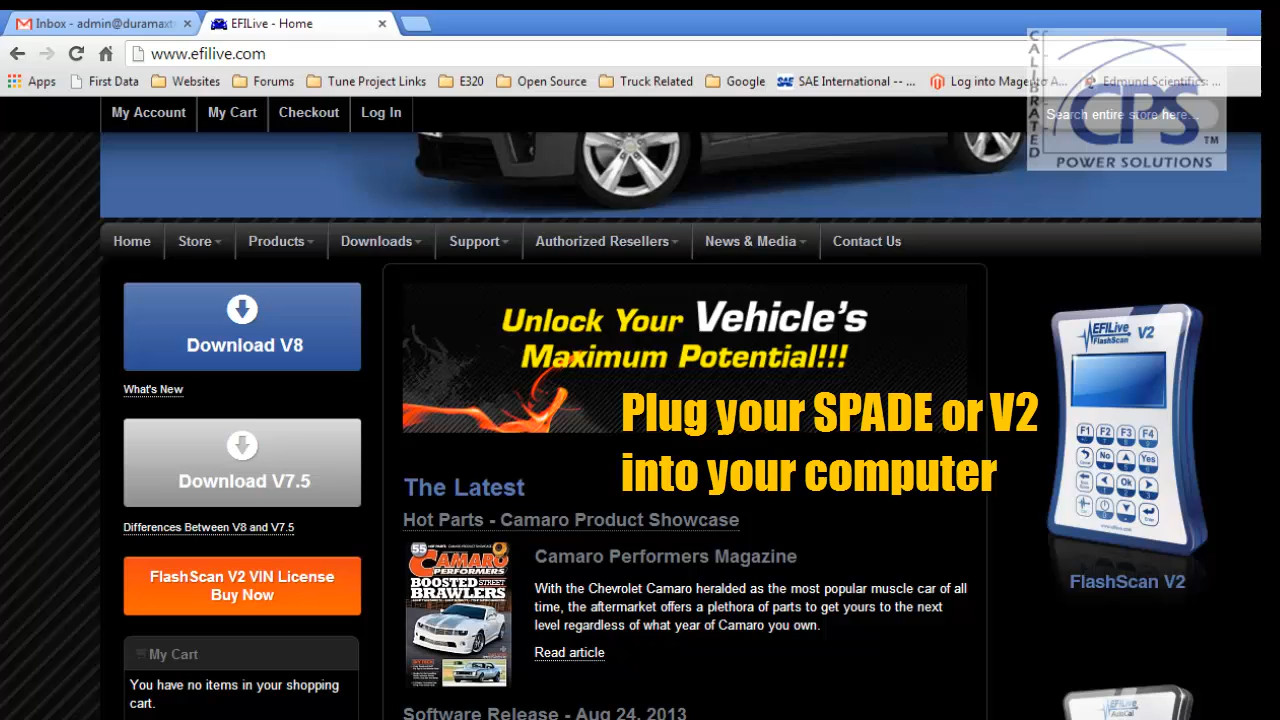 Inbox - admin@duramaxt
EFILive - Home
www.efilive.com
Apps
First Data
Websites
Forums
Tune Project Links
E320
Open Source
Truck Related
Google
SAE International -- ...
Log into Mage
A...
Edmund Scientific: ...
CALIBRATED
CPS
TM
POWER SOLUTIONS
My Account
My Cart
Checkout
Log In
Search entire store here...
Home
Store
Products
Downloads
Support
Authorized Resellers
News & Media
Contact Us
Download V8
What's New
Download V7.5
Differences Between V8 and V7.5
FlashScan V2 VIN License
Buy Now
My Cart
You have no items in your shopping
cart.
Unlock Your Vehicle's
Maximum Potential!!!
Plug your SPADE or V2
into your computer
The Latest
Hot Parts - Camaro Product Showcase
55
CAMARO
PERFORMERS
BOOSTED STREET
BRAWLERS
Camaro Performers Magazine
With the Chevrolet Camaro heralded as the most popular muscle car of all
time, the aftermarket offers a plethora of parts to get yours to the next
level regardless of what year of Camaro you own.
Read article
Software Release - Aug 24, 2013
EFILive V2
FlashScan
F1
F2
F3
F4
No
Yes
Ok
FlashScan V2
EFILive
AutoCal